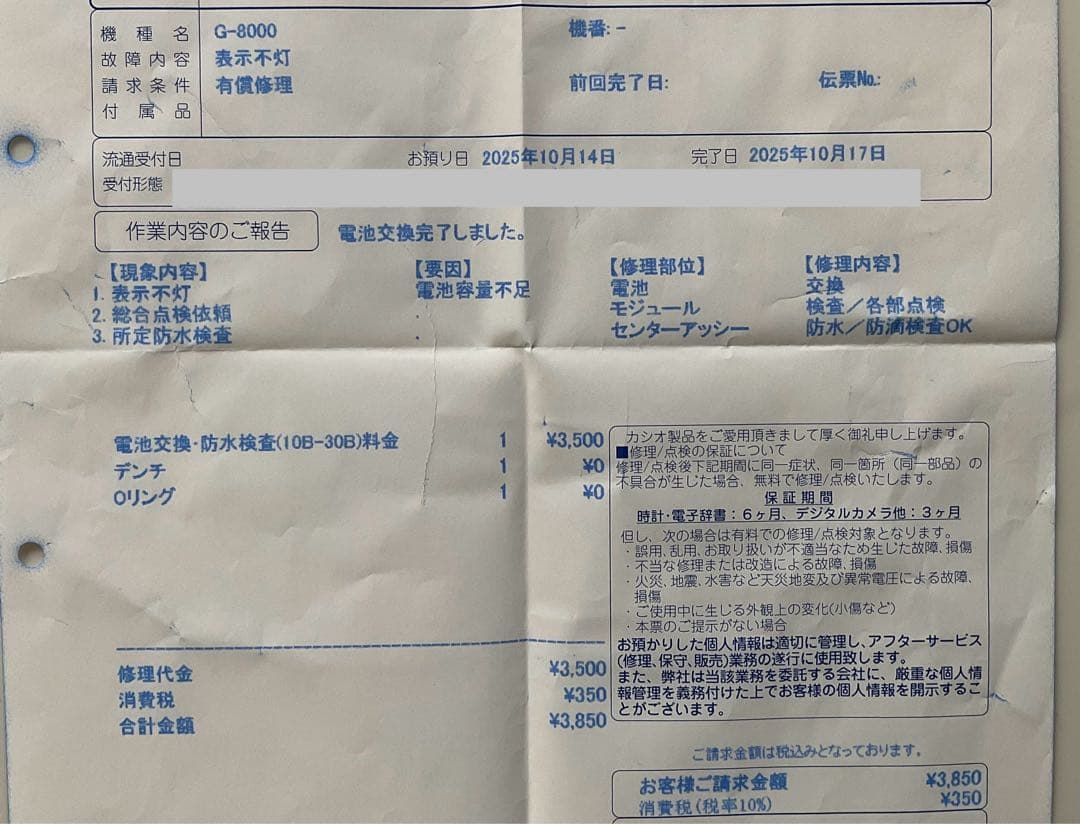 機種名 G-8000 機番: -
故障内容 表示不灯
請求条件 有償修理 前回完了日: 伝票No.:
付属品
流通受付日 お預り日 2025年10月14日 完了日 2025年10月17日
受付形態
作業内容のご報告 電池交換完了しました。
【現象内容】 【要因】 【修理部位】 【修理内容】
1. 表示不灯 電池容量不足 電池 交換
2. 総合点検依頼 . モジュール 検査/各部点検
3. 所定防水検査 . センターアッシー 防水/防滴検査OK
電池交換・防水検査(10B-30B)料金 1 ¥3,500
デンチ 1 ¥0
Oリング 1 ¥0
カシオ製品をご愛用頂きまして厚く御礼申し上げます。
■修理/点検の保証について
修理/点検後下記期間に同一症状、同一箇所（同一部品）の
不具合が生じた場合、無料で修理/点検いたします。
保証期間
時計・電子辞書：6ヶ月、デジタルカメラ他：3ヶ月
但し、次の場合は有料での修理/点検対象となります。
・誤用、乱用、お取り扱いが不適当なため生じた故障、損傷
・不当な修理または改造による故障、損傷
・火災、地震、水害など天災地変及び異常電圧による故障、
損傷
・ご使用中に生じる外観上の変化(小傷など)
・本票のご提示がない場合
お預かりした個人情報は適切に管理し、アフターサービス
(修理、保守、販売)業務の遂行に使用致します。
また、弊社は当該業務を委託する会社に、厳重な個人情
報管理を義務付けた上でお客様の個人情報を開示するこ
とがございます。
修理代金 ¥3,500
消費税 ¥350
合計金額 ¥3,850
ご請求金額は税込みとなっております。
お客様ご請求金額 ¥3,850
消費税(税率10%) ¥350